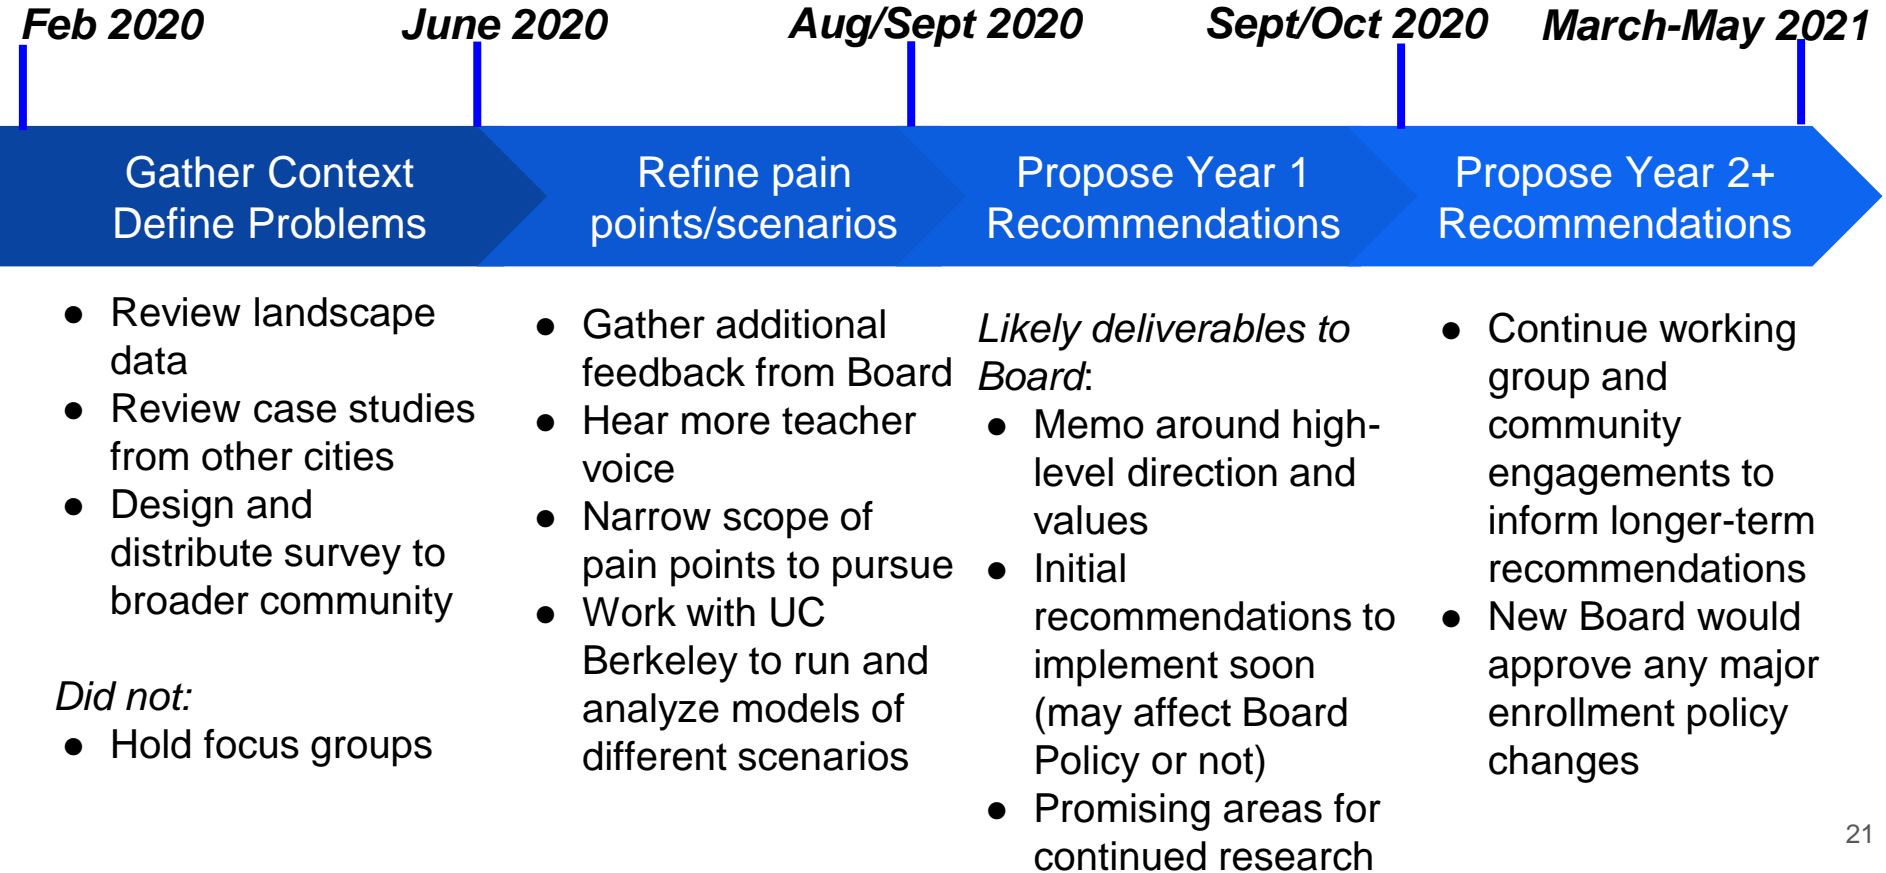 Feb 2020
June 2020
Aug/Sept 2020
Sept/Oct 2020
March-May 2021
Gather Context
Define Problems
Refine pain
points/scenarios
Propose Year 1
Recommendations
Propose Year 2+
Recommendations
● Review landscape
data
● Review case studies
from other cities
● Design and
distribute survey to
broader community
Did not:
● Hold focus groups
● Gather additional
feedback from Board
● Hear more teacher
voice
● Narrow scope of
pain points to pursue
● Work with UC
Berkeley to run and
analyze models of
different scenarios
Likely deliverables to
Board:
● Memo around high-
level direction and
values
● Initial
recommendations to
implement soon
(may affect Board
Policy or not)
● Promising areas for
continued research
● Continue working
group and
community
engagements to
inform longer-term
recommendations
● New Board would
approve any major
enrollment policy
changes
21